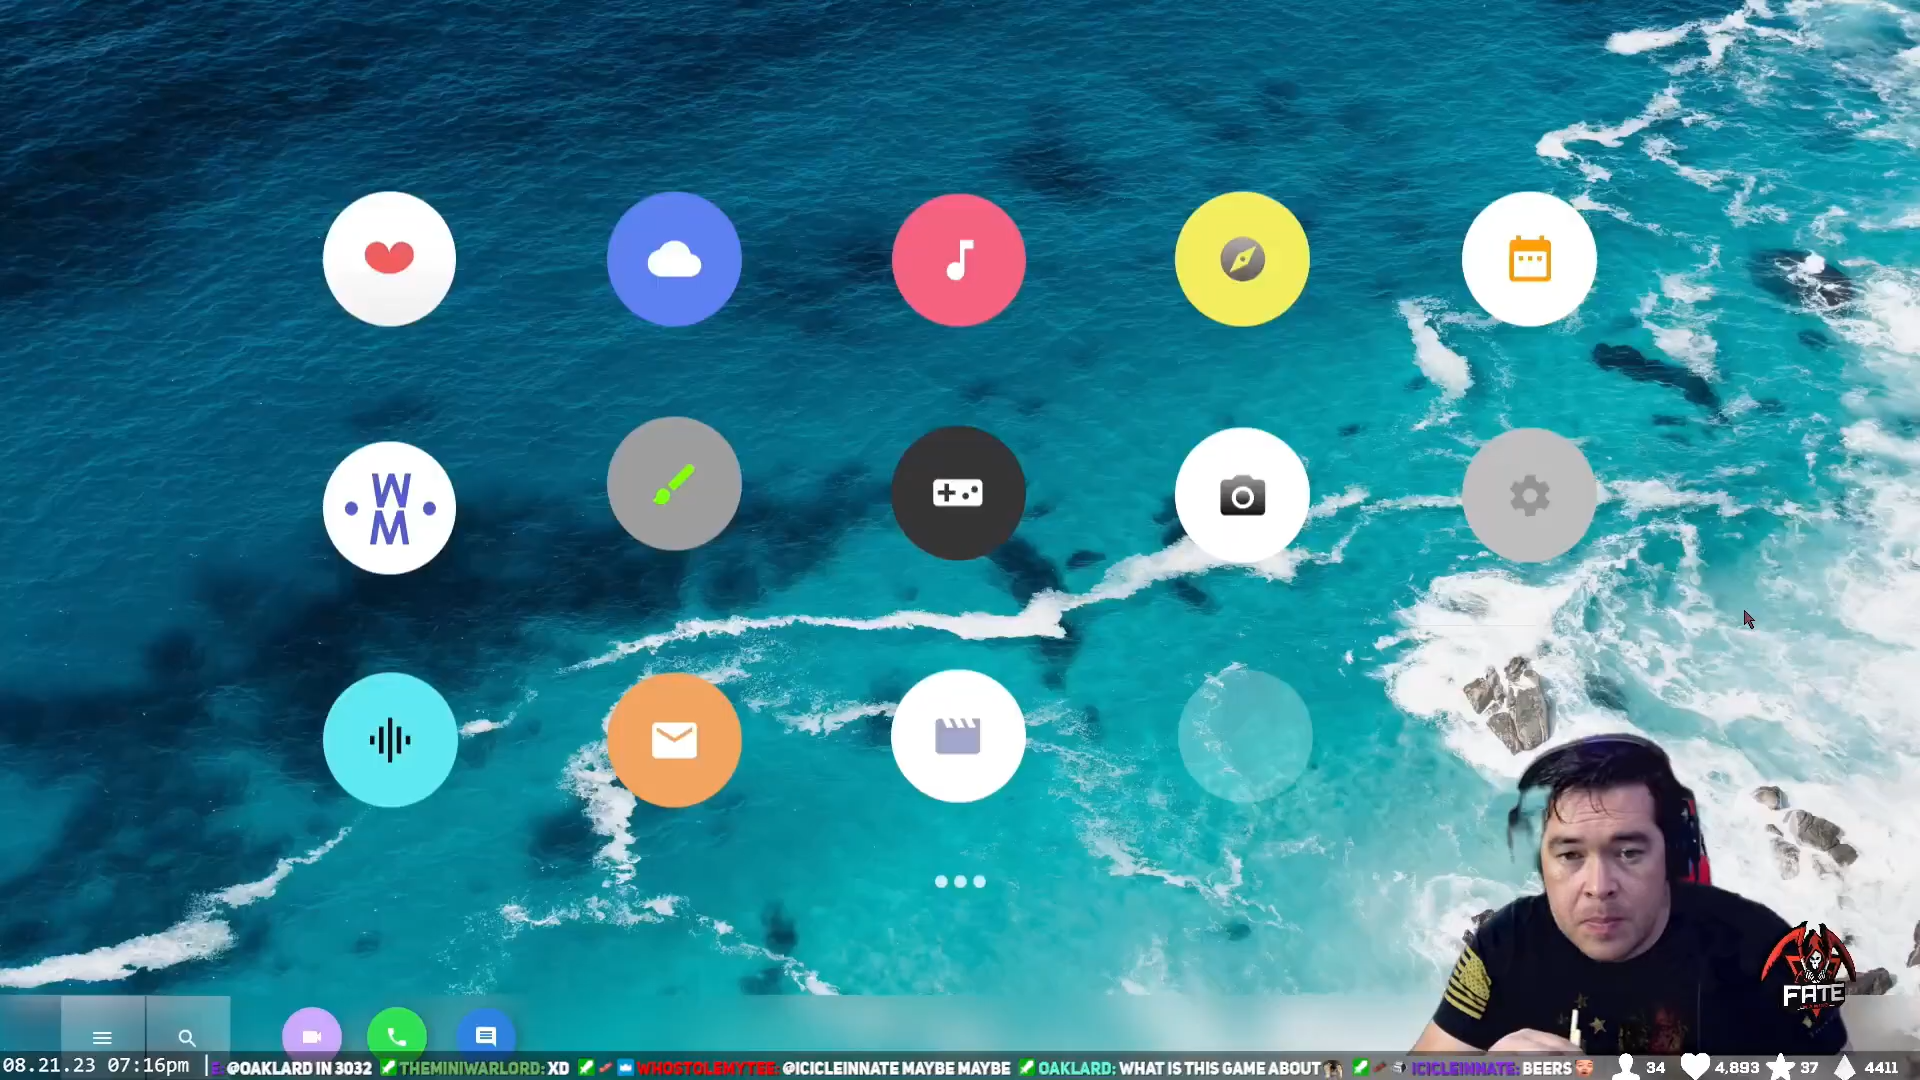 W
M
FATE
08.21.23 07:16pm | E: @OAKLARD IN 3032 THEMINIWARLORD: XD WHOSTOLEMYTEE: @ICICLEINNATE MAYBE MAYBE OAKLARD: WHAT IS THIS GAME ABOUT ICICLEINNATE: BEERS 34 4,893 37 4411